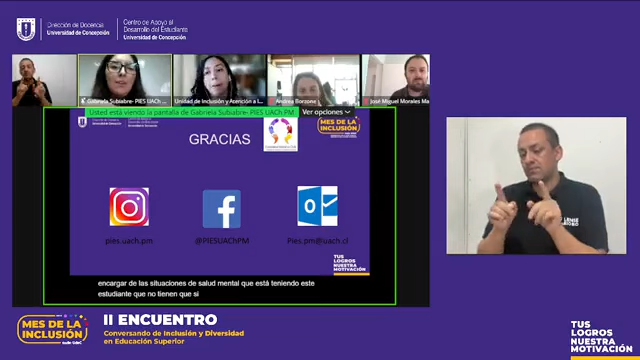 Dirección de Docencia
Universidad de Concepción
Centro de Apoyo al
Desarrollo del Estudiante
Universidad de Concepción
Gabriela Subiabre- PIES UACH ...
Unidad de Inclusión y Atención a l...
Andrea Borzone
José Miguel Morales Ma
Usted está viendo la pantalla de Gabriela Subiabre- PIES UACH PM
Ver opciones
GRACIAS
MES DE LA
INCLUSIÓN
pies.uach.pm
@PIESUAChPM
Pies.pm@uach.cl
TUS
LOGROS
NUESTRA
MOTIVACIÓN
encargar de las situaciones de salud mental que está teniendo este
estudiante que no tienen que si
MES DE LA
INCLUSIÓN
II ENCUENTRO
Conversando de Inclusión y Diversidad
en Educación Superior
TUS
LOGROS
NUESTRA
MOTIVACIÓN